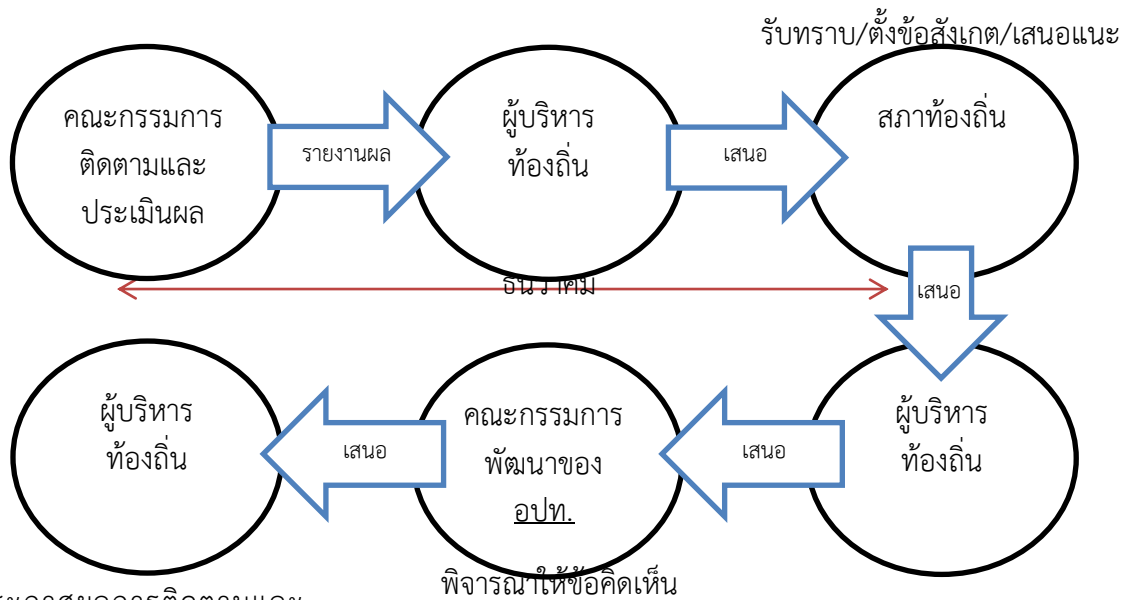 รับทราบ/ตั้งข้อสังเกต/เสนอแนะ
คณะกรรมการ
ติดตามและ
ประเมินผล
รายงานผล
ผู้บริหาร
ท้องถิ่น
เสนอ
สภาท้องถิ่น
ธันวาคม
เสนอ
ผู้บริหาร
ท้องถิ่น
เสนอ
คณะกรรมการ
พัฒนาของ
อปท.
พิจารณาให้ข้อคิดเห็น
เสนอ
ผู้บริหาร
ท้องถิ่น